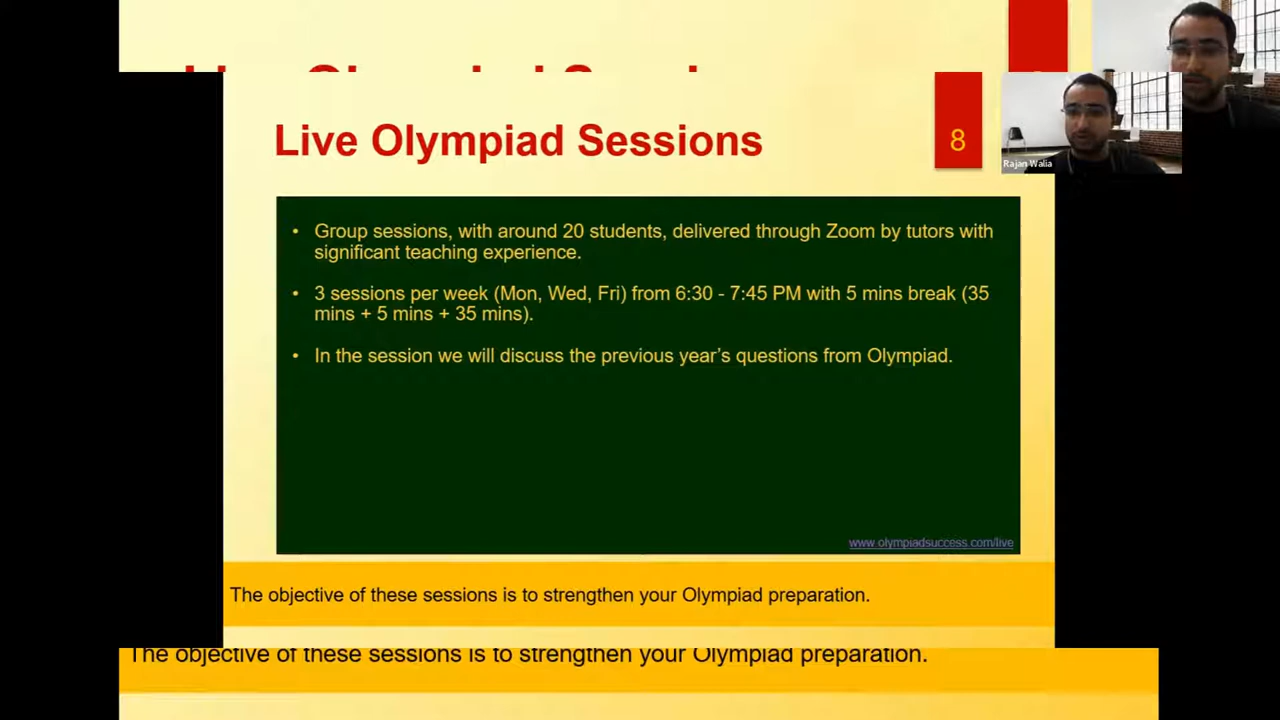 Live Olympiad Sessions
8
Rajan Walia
• Group sessions, with around 20 students, delivered through Zoom by tutors with
significant teaching experience.
• 3 sessions per week (Mon, Wed, Fri) from 6:30 - 7:45 PM with 5 mins break (35
mins + 5 mins + 35 mins).
• In the session we will discuss the previous year's questions from Olympiad.
www.olympiadsuccess.com/live
The objective of these sessions is to strengthen your Olympiad preparation.
The objective of these sessions is to strengthen your Olympiad preparation.